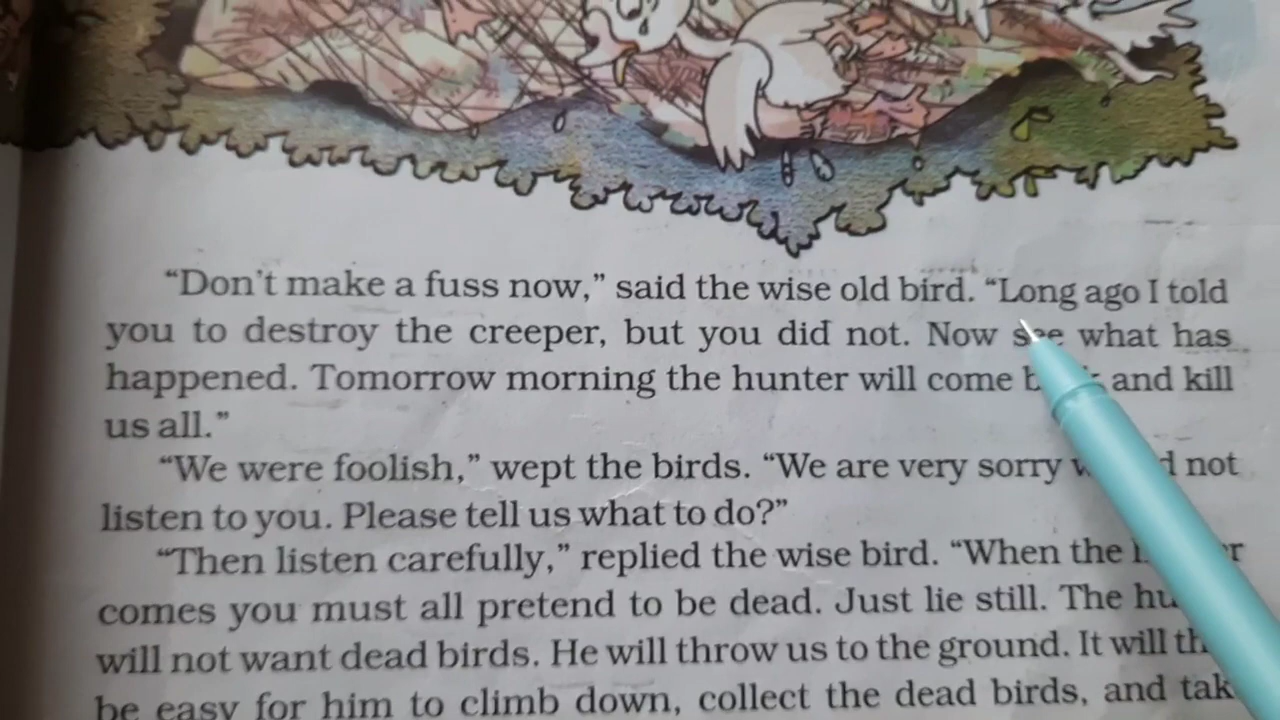 “Don’t make a fuss now,” said the wise old bird. “Long ago I told
you to destroy the creeper, but you did not. Now see what has
happened. Tomorrow morning the hunter will come and kill
us all.”
“We were foolish,” wept the birds. “We are very sorry not
listen to you. Please tell us what to do?”
“Then listen carefully,” replied the wise bird. “When the
comes you must all pretend to be dead. Just lie still. The
will not want dead birds. He will throw us to the ground. It will
be easy for him to climb down, collect the dead birds, and